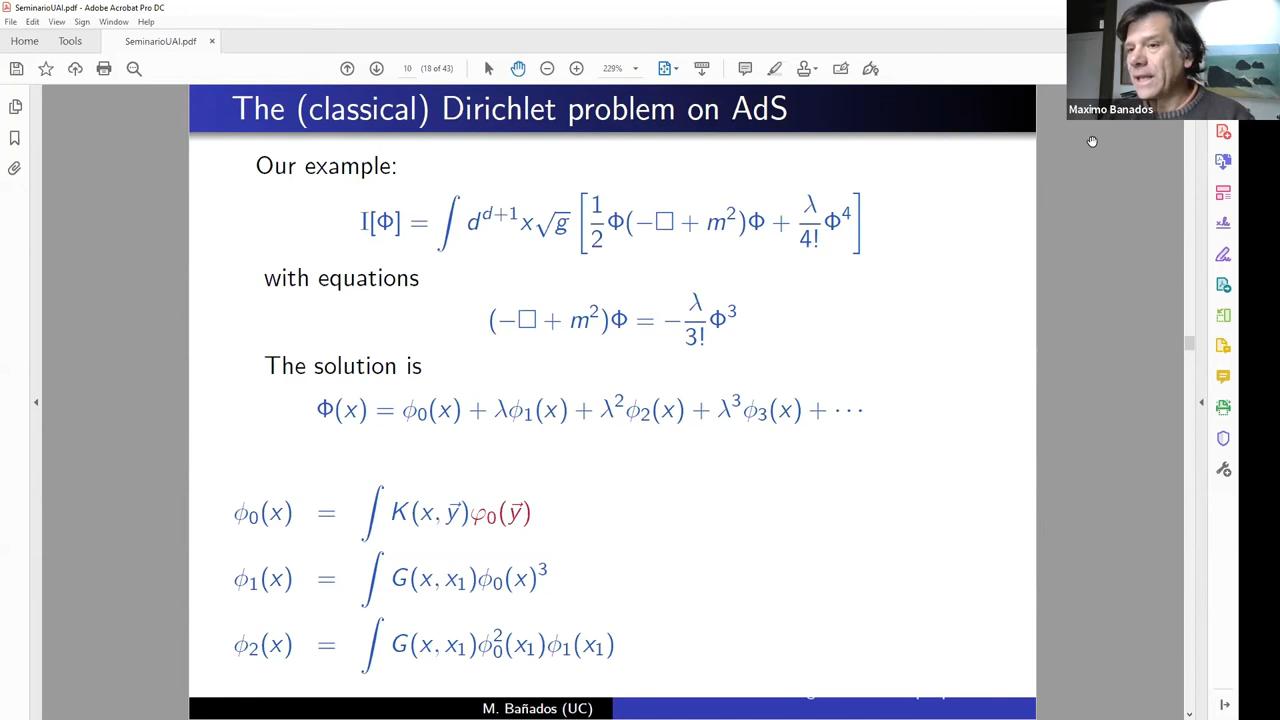 SeminarioUAI.pdf - Adobe Acrobat Pro DC
File Edit View Sign Window Help
Home Tools SeminarioUAI.pdf ×
10 (18 of 43) 229%
Maximo Banados
The (classical) Dirichlet problem on AdS
Our example:
I[Φ] = ∫ d^{d+1}x√g [ 1/2 Φ(−□ + m²)Φ + λ/4! Φ⁴ ]
with equations
(−□ + m²)Φ = − λ/3! Φ³
The solution is
Φ(x) = ϕ₀(x) + λϕ₁(x) + λ²ϕ₂(x) + λ³ϕ₃(x) + ···
ϕ₀(x) = ∫ K(x, y⃗)φ₀(y⃗)
ϕ₁(x) = ∫ G(x, x₁)ϕ₀(x)³
ϕ₂(x) = ∫ G(x, x₁)ϕ₀²(x₁)ϕ₁(x₁)
M. Bañados (UC)